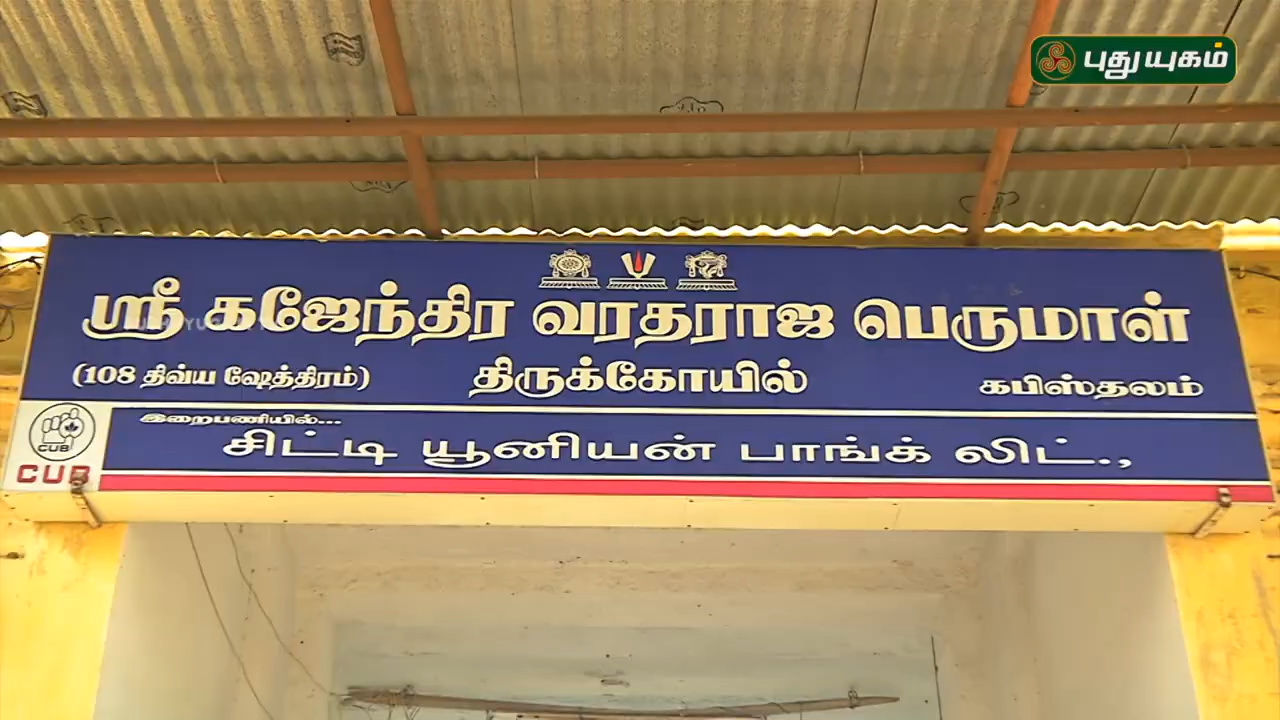 புதுயுகம்
ஸ்ரீ கஜேந்திர வரதராஜ பெருமாள்
(108 திவ்ய ஷேத்திரம்) திருக்கோயில் கபிஸ்தலம்
இறைபணியில்...
CUB சிட்டி யூனியன் பாங்க் லிட்.,
CUB